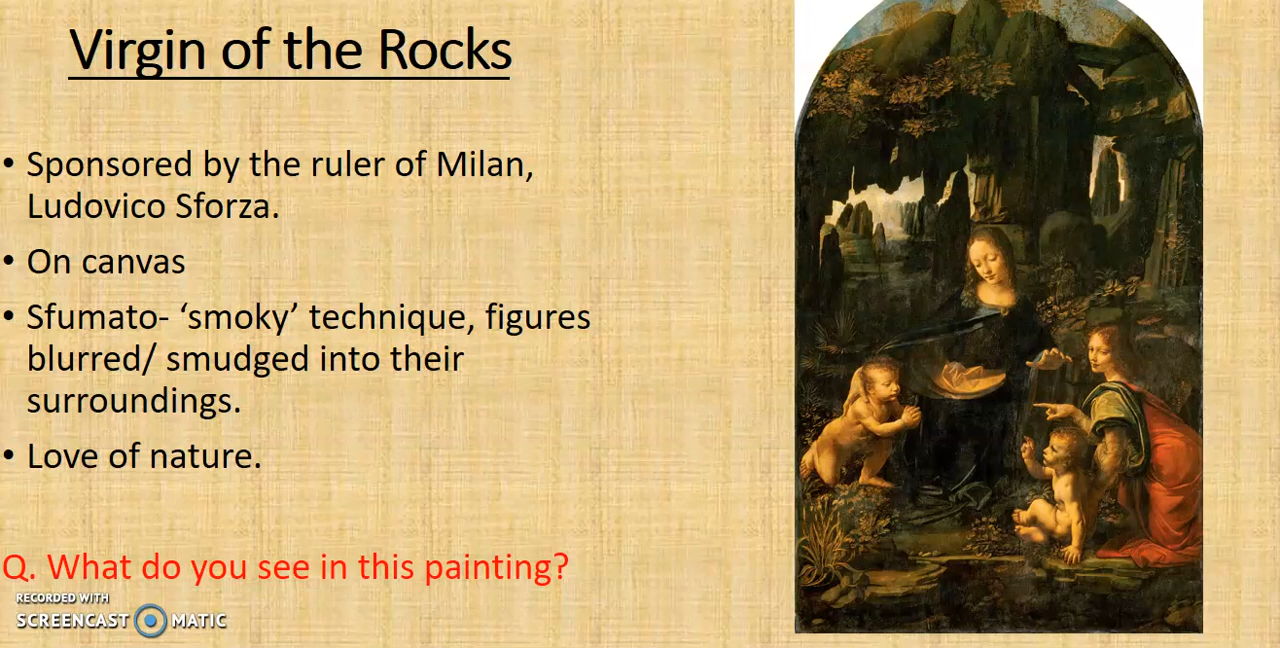 Virgin of the Rocks
• Sponsored by the ruler of Milan,
Ludovico Sforza.
• On canvas
• Sfumato- ‘smoky’ technique, figures
blurred/ smudged into their
surroundings.
• Love of nature.
Q. What do you see in this painting?
RECORDED WITH
SCREENCAST MATIC